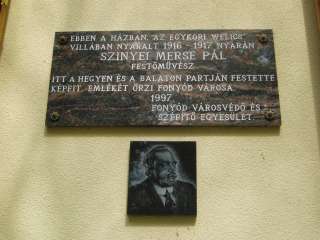 EBBEN A HÁZBAN, "AZ EGYKORI WELICS"
VILLÁBAN NYARALT 1916 - 1917 NYARÁN
SZINYEI MERSE PÁL
FESTŐMŰVÉSZ
ITT A HEGYEN ÉS A BALATON PARTJÁN FESTETTE
KÉPEIT. EMLÉKÉT ŐRZI FONYÓD VÁROSA
1997
FONYÓD VÁROSVÉDŐ ÉS
SZÉPÍTŐ EGYESÜLET